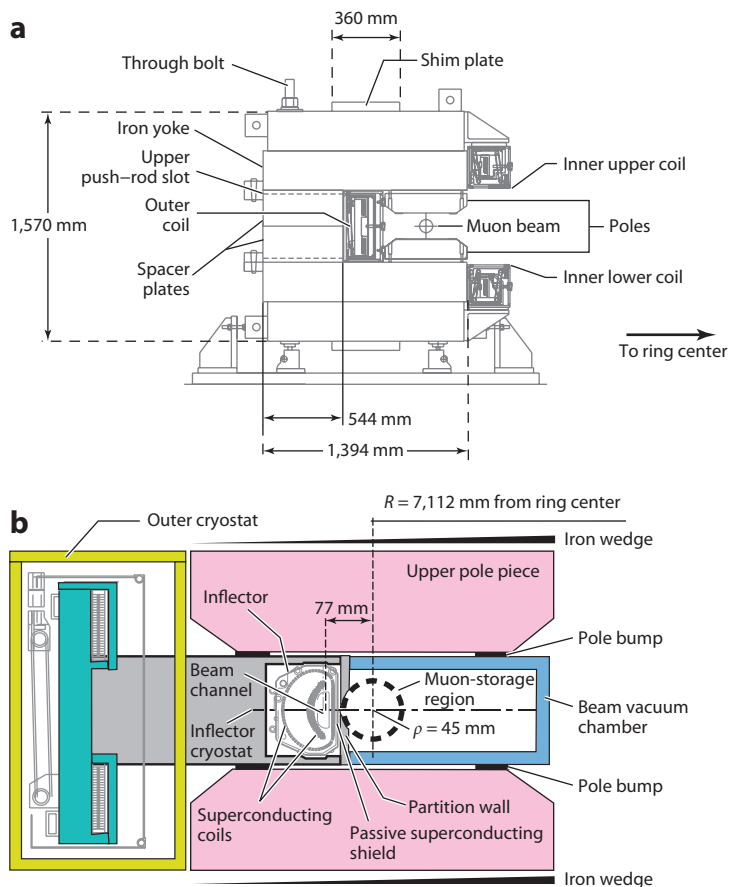 a
360 mm
Through bolt
Shim plate
Iron yoke
Upper
push–rod slot
Outer
coil
Spacer
plates
1,570 mm
Inner upper coil
Muon beam
Poles
Inner lower coil
To ring center
544 mm
1,394 mm
b
R = 7,112 mm from ring center
Outer cryostat
Iron wedge
Upper pole piece
Inflector
77 mm
Pole bump
Beam
channel
Muon-storage
region
Beam vacuum
chamber
ρ = 45 mm
Inflector
cryostat
Pole bump
Superconducting
coils
Partition wall
Passive superconducting
shield
Iron wedge